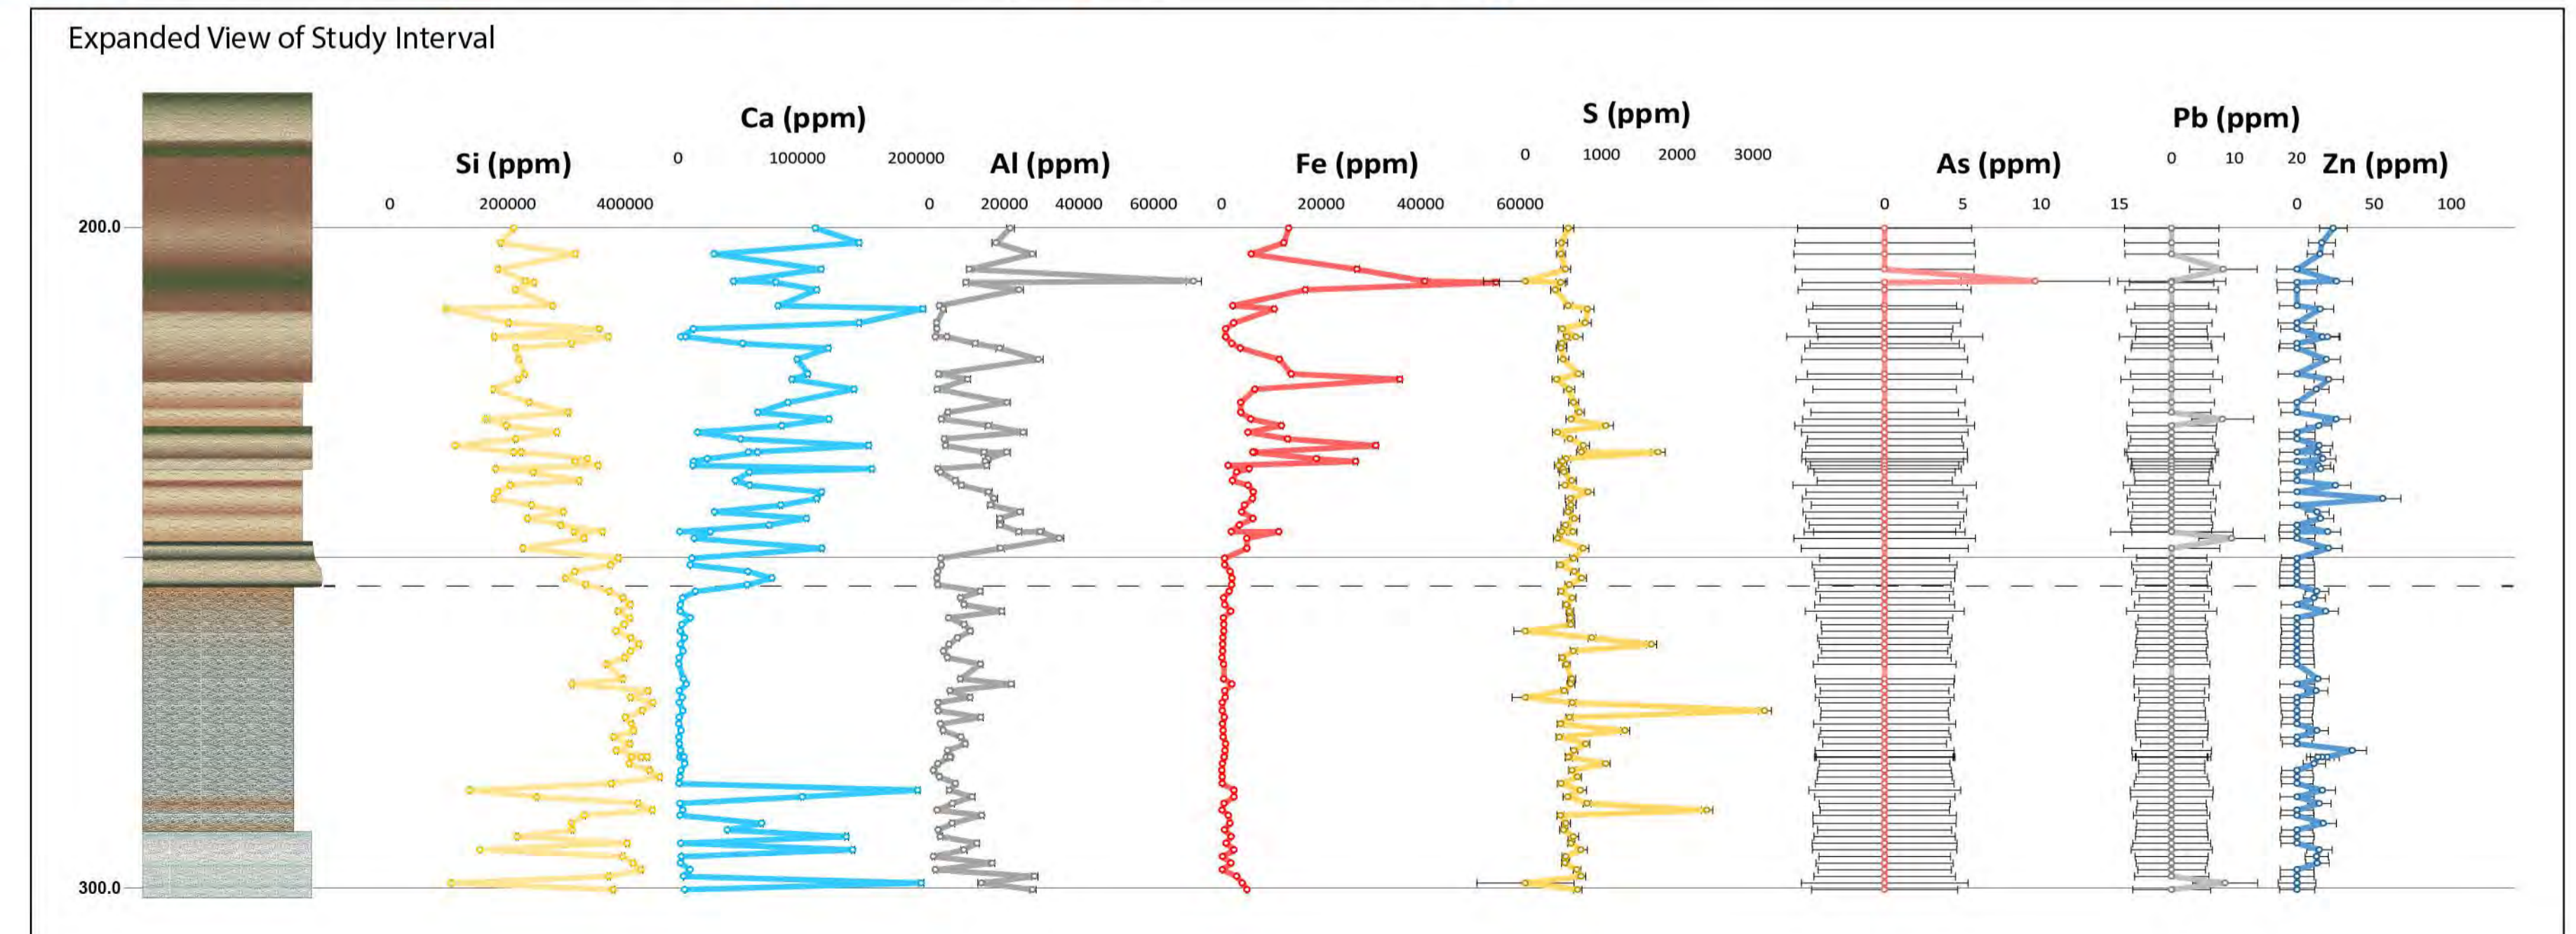 Expanded View of Study Interval
Si (ppm)
Ca (ppm)
Al (ppm)
Fe (ppm)
S (ppm)
As (ppm)
Pb (ppm)
Zn (ppm)
0 200000 400000
0 100000 200000
0 20000 40000 60000
0 20000 40000 60000
0 1000 2000 3000
0 5 10 15
0 10 20
0 50 100
200.0
300.0